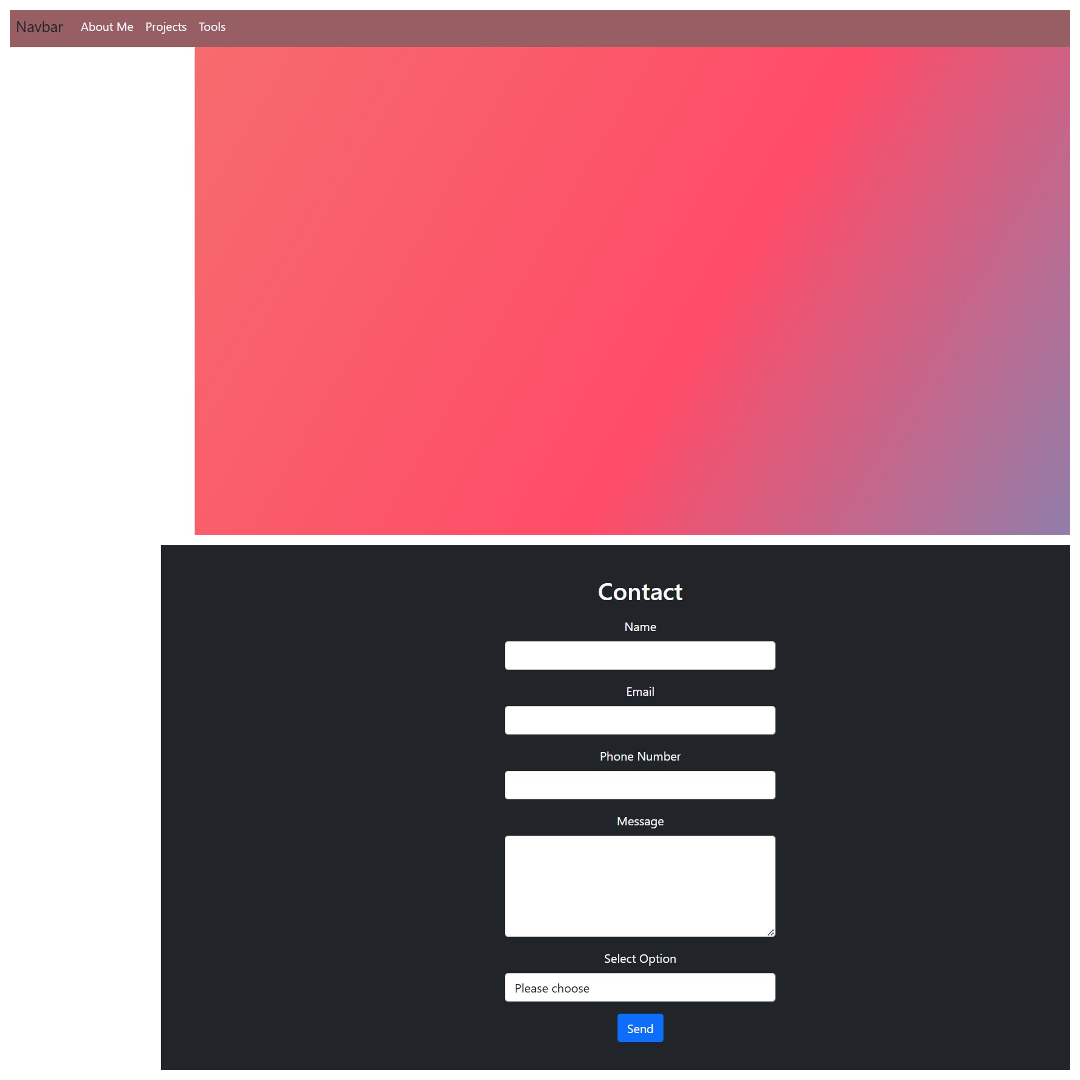 Navbar About Me Projects Tools
Contact
Name
Email
Phone Number
Message
Select Option
Please choose
Send